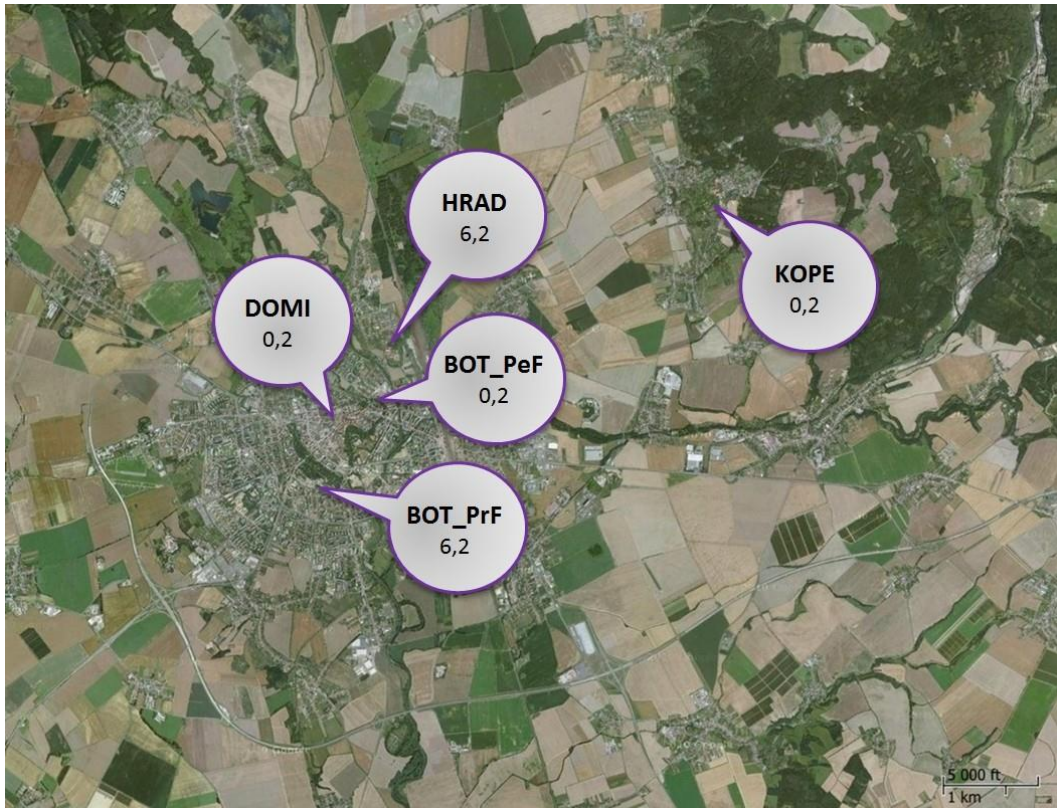 HRAD
6,2
KOPE
0,2
DOMI
0,2
BOT_PeF
0,2
BOT_PrF
6,2
5 000 ft
1 km